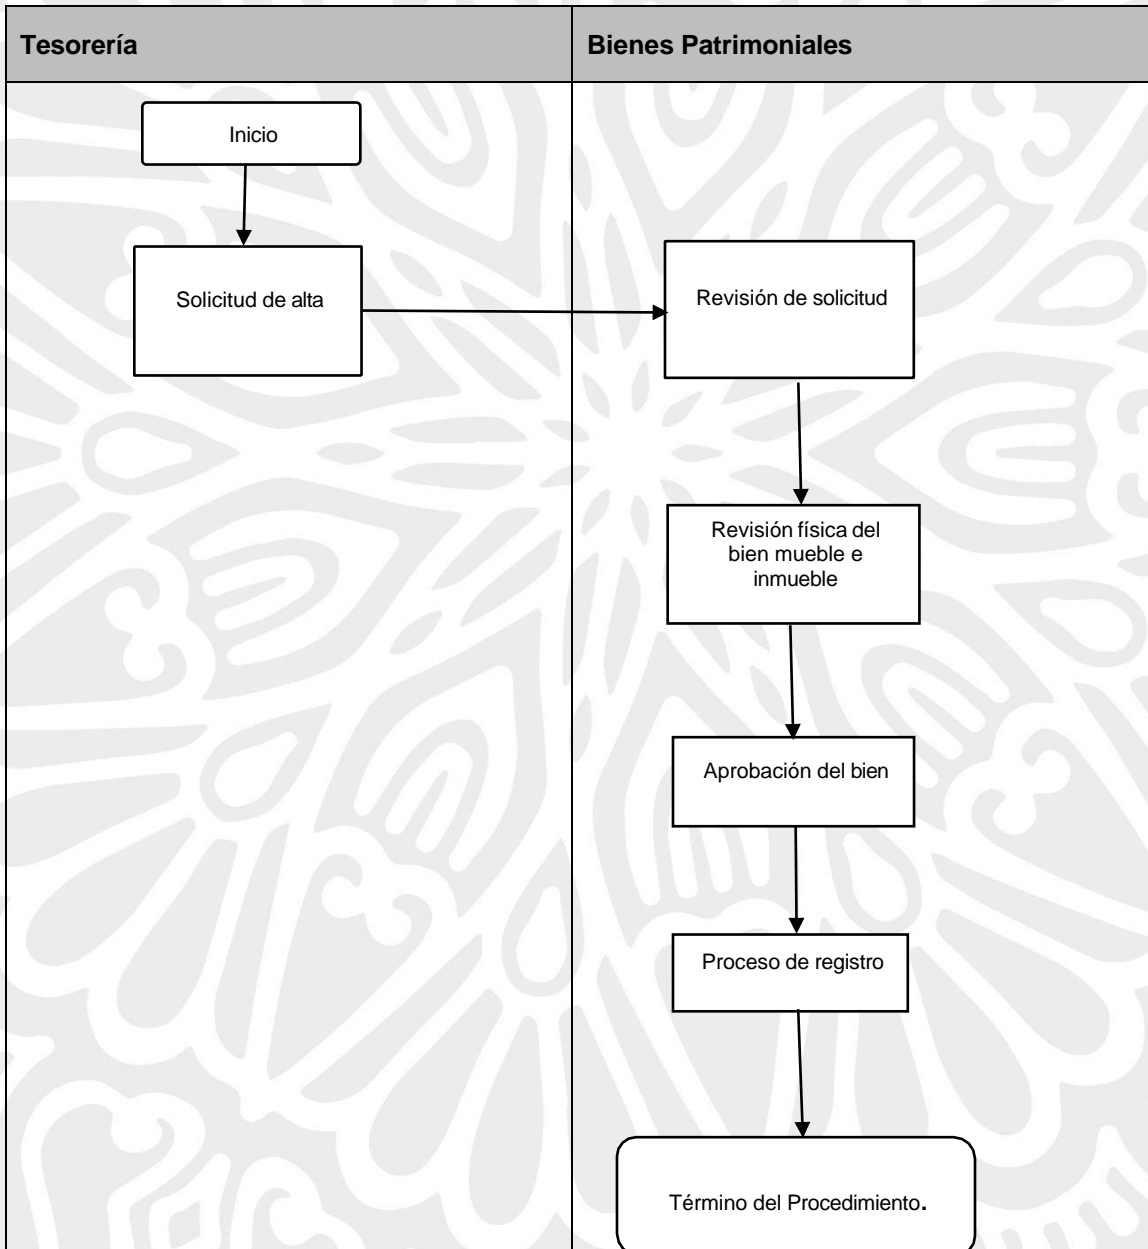 Tesorería
Bienes Patrimoniales
Inicio
Solicitud de alta
Revisión de solicitud
Revisión física del
bien mueble e
inmueble
Aprobación del bien
Proceso de registro
Término del Procedimiento.